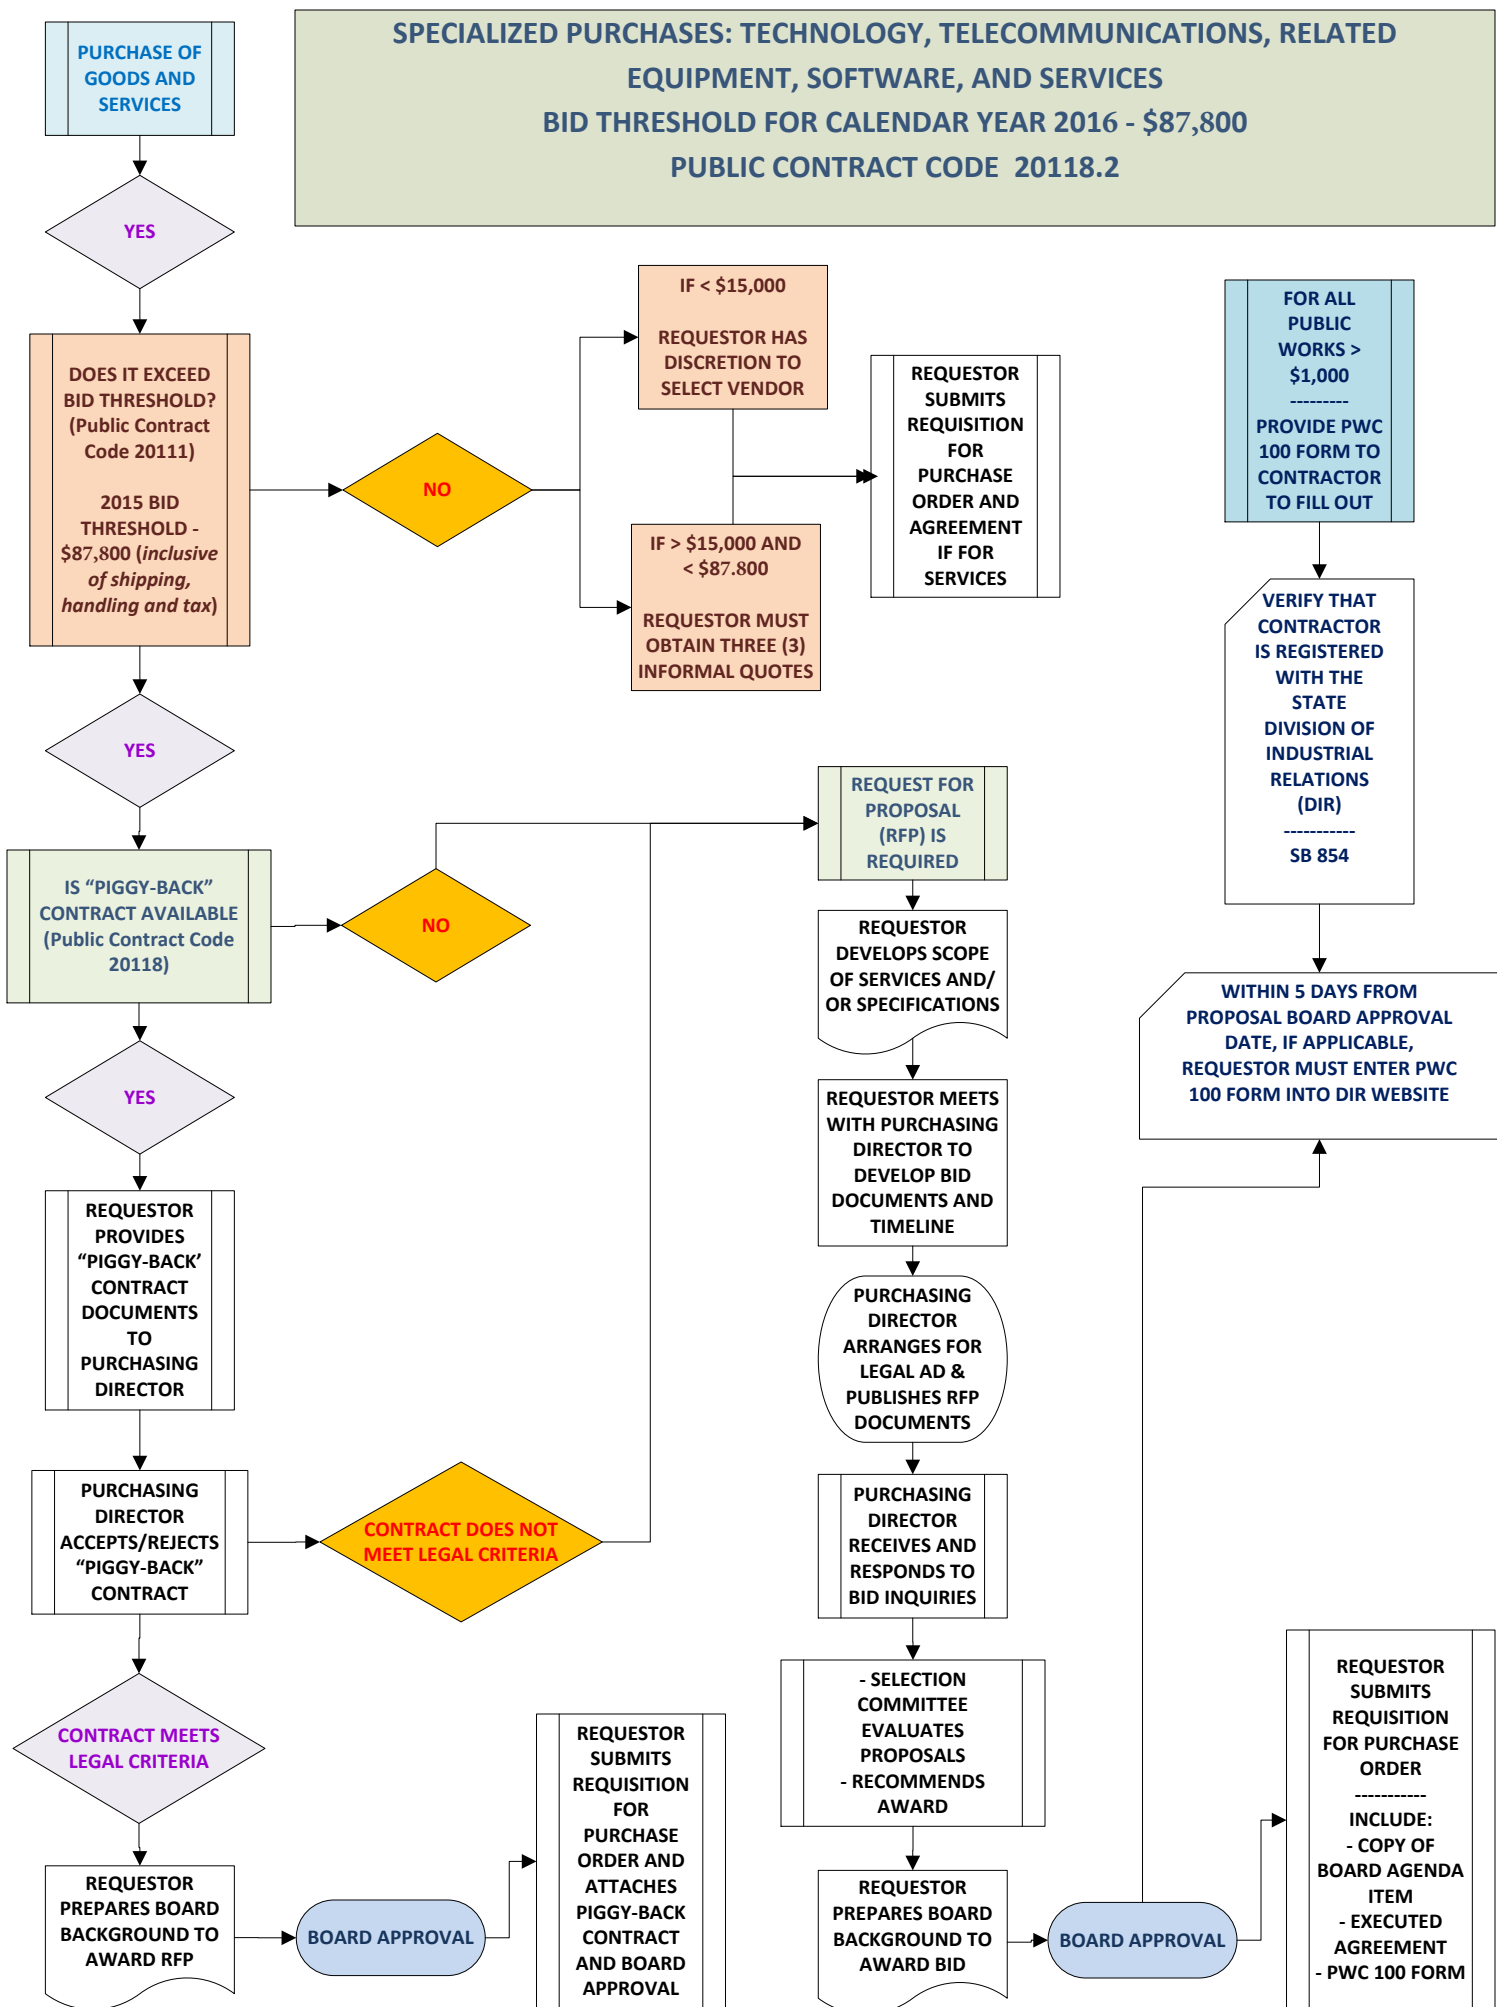 PURCHASE OF
GOODS AND
SERVICES
SPECIALIZED PURCHASES: TECHNOLOGY, TELECOMMUNICATIONS, RELATED
EQUIPMENT, SOFTWARE, AND SERVICES
BID THRESHOLD FOR CALENDAR YEAR 2016 - $87,800
PUBLIC CONTRACT CODE 20118.2
YES
DOES IT EXCEED
BID THRESHOLD?
(Public Contract
Code 20111)
2015 BID
THRESHOLD -
$87,800 (inclusive
of shipping,
handling and tax)
NO
IF < $15,000
REQUESTOR HAS
DISCRETION TO
SELECT VENDOR
IF > $15,000 AND
< $87.800
REQUESTOR MUST
OBTAIN THREE (3)
INFORMAL QUOTES
REQUESTOR
SUBMITS
REQUISITION
FOR
PURCHASE
ORDER AND
AGREEMENT
IF FOR
SERVICES
FOR ALL
PUBLIC
WORKS >
$1,000
---------
PROVIDE PWC
100 FORM TO
CONTRACTOR
TO FILL OUT
VERIFY THAT
CONTRACTOR
IS REGISTERED
WITH THE
STATE
DIVISION OF
INDUSTRIAL
RELATIONS
(DIR)
-----------
SB 854
WITHIN 5 DAYS FROM
PROPOSAL BOARD APPROVAL
DATE, IF APPLICABLE,
REQUESTOR MUST ENTER PWC
100 FORM INTO DIR WEBSITE
YES
IS “PIGGY-BACK”
CONTRACT AVAILABLE
(Public Contract Code
20118)
NO
YES
REQUESTOR
PROVIDES
“PIGGY-BACK’
CONTRACT
DOCUMENTS
TO
PURCHASING
DIRECTOR
PURCHASING
DIRECTOR
ACCEPTS/REJECTS
“PIGGY-BACK”
CONTRACT
CONTRACT DOES NOT
MEET LEGAL CRITERIA
CONTRACT MEETS
LEGAL CRITERIA
REQUESTOR
PREPARES BOARD
BACKGROUND TO
AWARD RFP
BOARD APPROVAL
REQUESTOR
SUBMITS
REQUISITION
FOR
PURCHASE
ORDER AND
ATTACHES
PIGGY-BACK
CONTRACT
AND BOARD
APPROVAL
REQUEST FOR
PROPOSAL
(RFP) IS
REQUIRED
REQUESTOR
DEVELOPS SCOPE
OF SERVICES AND/
OR SPECIFICATIONS
REQUESTOR MEETS
WITH PURCHASING
DIRECTOR TO
DEVELOP BID
DOCUMENTS AND
TIMELINE
PURCHASING
DIRECTOR
ARRANGES FOR
LEGAL AD &
PUBLISHES RFP
DOCUMENTS
PURCHASING
DIRECTOR
RECEIVES AND
RESPONDS TO
BID INQUIRIES
- SELECTION
COMMITTEE
EVALUATES
PROPOSALS
- RECOMMENDS
AWARD
REQUESTOR
PREPARES BOARD
BACKGROUND TO
AWARD BID
BOARD APPROVAL
REQUESTOR
SUBMITS
REQUISITION
FOR PURCHASE
ORDER
-----------
INCLUDE:
- COPY OF
BOARD AGENDA
ITEM
- EXECUTED
AGREEMENT
- PWC 100 FORM